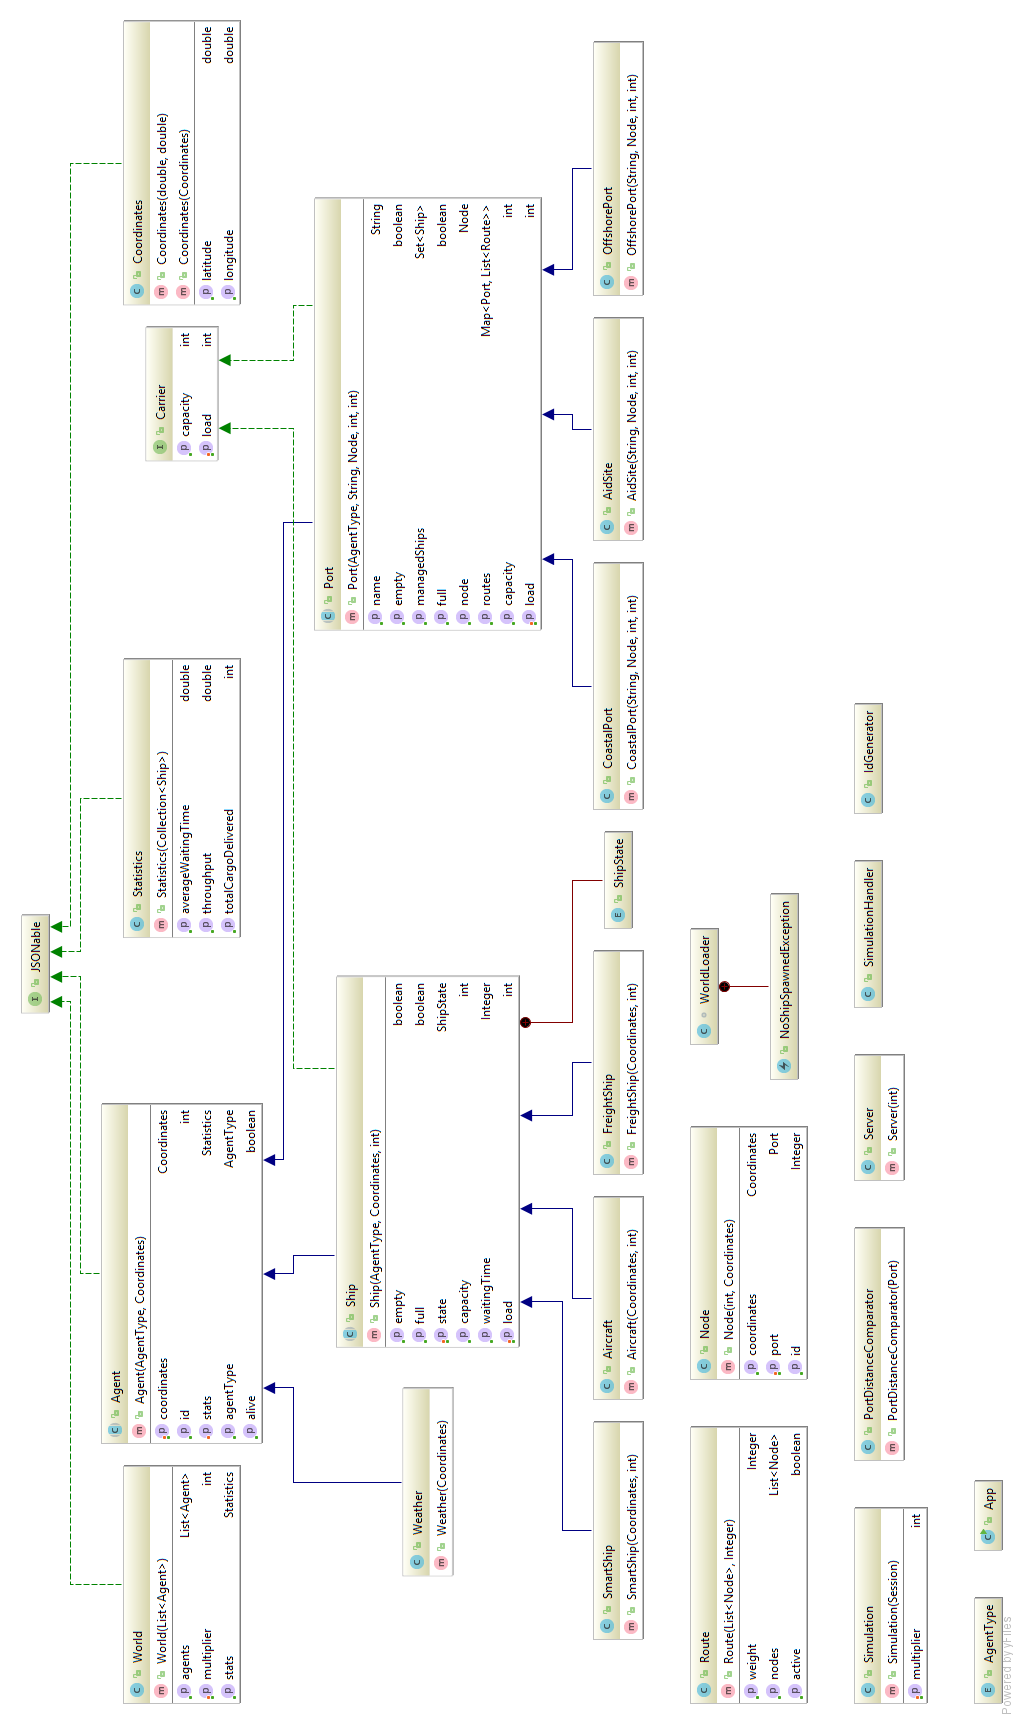 JSONable
World
World(List<Agent>)
agents List<Agent>
multiplier int
stats Statistics
Agent
Agent(AgentType, Coordinates)
coordinates Coordinates
id int
stats Statistics
agentType AgentType
alive boolean
Statistics
Statistics(Collection<Ship>)
averageWaitingTime double
throughput double
totalCargoDelivered int
Carrier
capacity int
load int
Coordinates
Coordinates(double, double)
Coordinates(Coordinates)
latitude double
longitude double
Weather
Weather(Coordinates)
Ship
Ship(AgentType, Coordinates, int)
empty boolean
full boolean
state ShipState
capacity int
waitingTime Integer
load int
Port
Port(AgentType, String, Node, int, int)
name String
empty boolean
managedShips Set<Ship>
full boolean
node Node
routes Map<Port, List<Route>>
capacity int
load int
SmartShip
SmartShip(Coordinates, int)
Aircraft
Aircraft(Coordinates, int)
FreightShip
FreightShip(Coordinates, int)
ShipState
CoastalPort
CoastalPort(String, Node, int, int)
AidSite
AidSite(String, Node, int, int)
OffshorePort
OffshorePort(String, Node, int, int)
Route
Route(List<Node>, Integer)
weight Integer
nodes List<Node>
active boolean
Node
Node(int, Coordinates)
coordinates Coordinates
port Port
id Integer
WorldLoader
NoShipSpawnedException
Simulation
Simulation(Session)
multiplier int
PortDistanceComparator
PortDistanceComparator(Port)
Server
Server(int)
SimulationHandler
IdGenerator
AgentType
App
Powered by yFiles